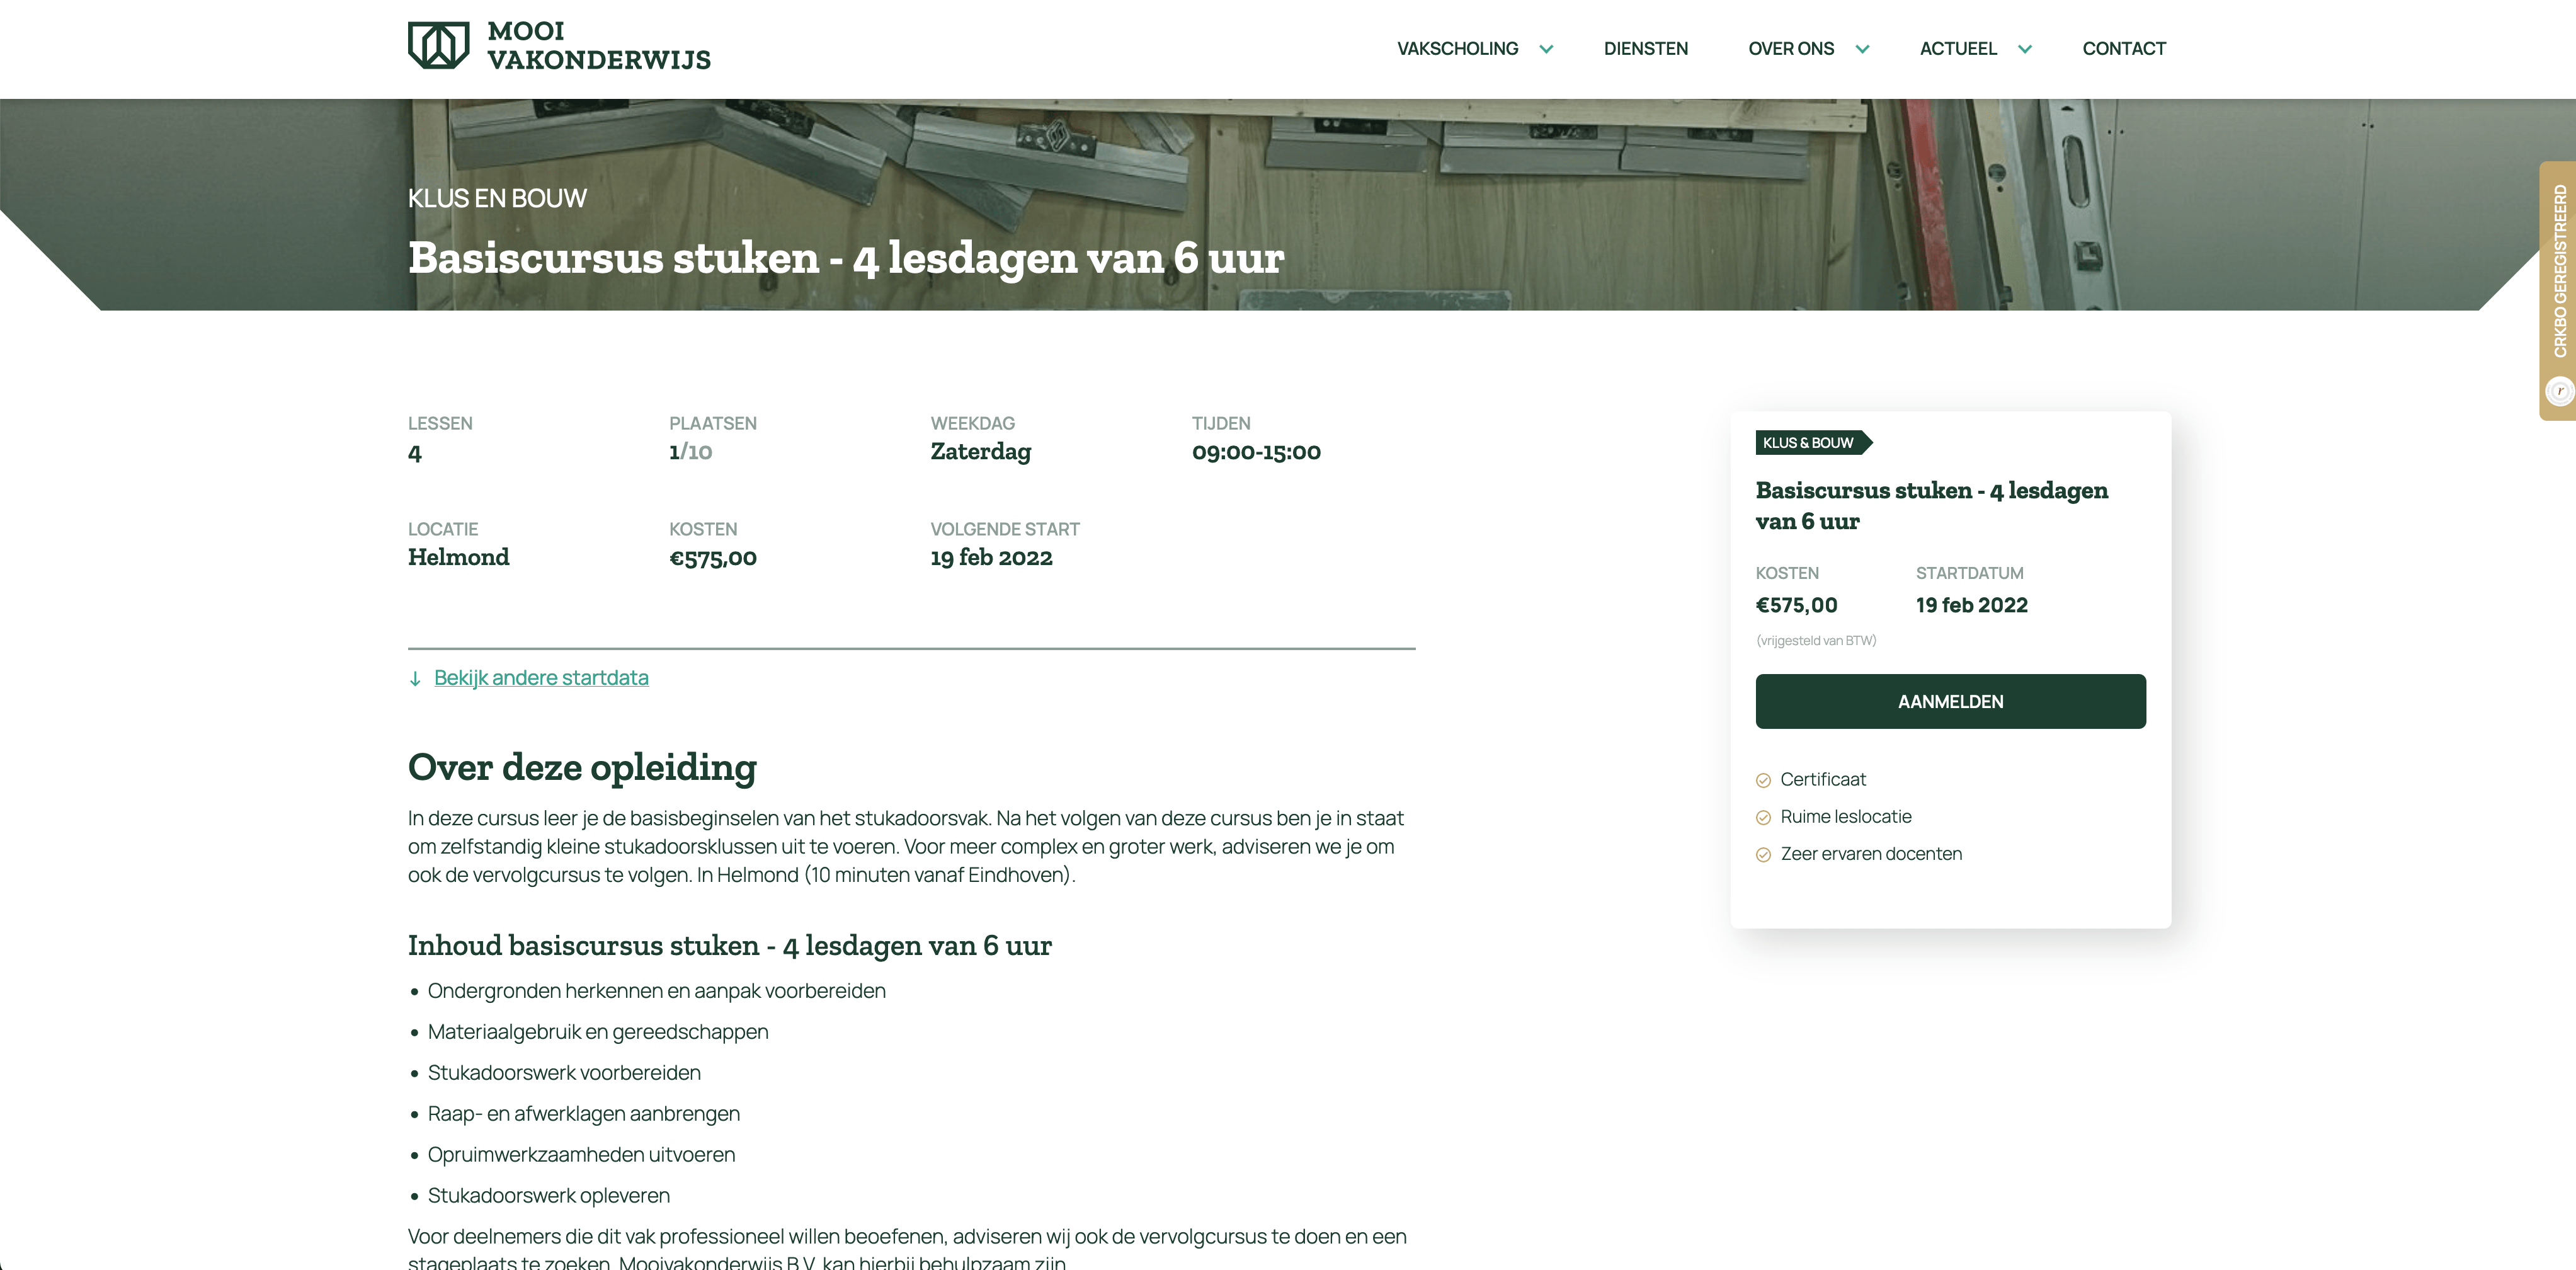 MOOI
VAKONDERWIJS
VAKSCHOLING
DIENSTEN
OVER ONS
ACTUEEL
CONTACT
KLUS EN BOUW
Basiscursus stuken - 4 lesdagen van 6 uur
CRKBO GEREGISTREERD
LESSEN
4
PLAATSEN
1/10
WEEKDAG
Zaterdag
TIJDEN
09:00-15:00
LOCATIE
Helmond
KOSTEN
€575,00
VOLGENDE START
19 feb 2022
↓ Bekijk andere startdata
Over deze opleiding
In deze cursus leer je de basisbeginselen van het stukadoorsvak. Na het volgen van deze cursus ben je in staat
om zelfstandig kleine stukadoorsklussen uit te voeren. Voor meer complex en groter werk, adviseren we je om
ook de vervolgcursus te volgen. In Helmond (10 minuten vanaf Eindhoven).
Inhoud basiscursus stuken - 4 lesdagen van 6 uur
• Ondergronden herkennen en aanpak voorbereiden
• Materiaalgebruik en gereedschappen
• Stukadoorswerk voorbereiden
• Raap- en afwerklagen aanbrengen
• Opruimwerkzaamheden uitvoeren
• Stukadoorswerk opleveren
Voor deelnemers die dit vak professioneel willen beoefenen, adviseren wij ook de vervolgcursus te doen en een
stageplaats te zoeken. Mooivakonderwijs B.V. kan hierbij behulpzaam zijn.
KLUS & BOUW
Basiscursus stuken - 4 lesdagen
van 6 uur
KOSTEN
€575,00
(vrijgesteld van BTW)
STARTDATUM
19 feb 2022
AANMELDEN
Certificaat
Ruime leslocatie
Zeer ervaren docenten